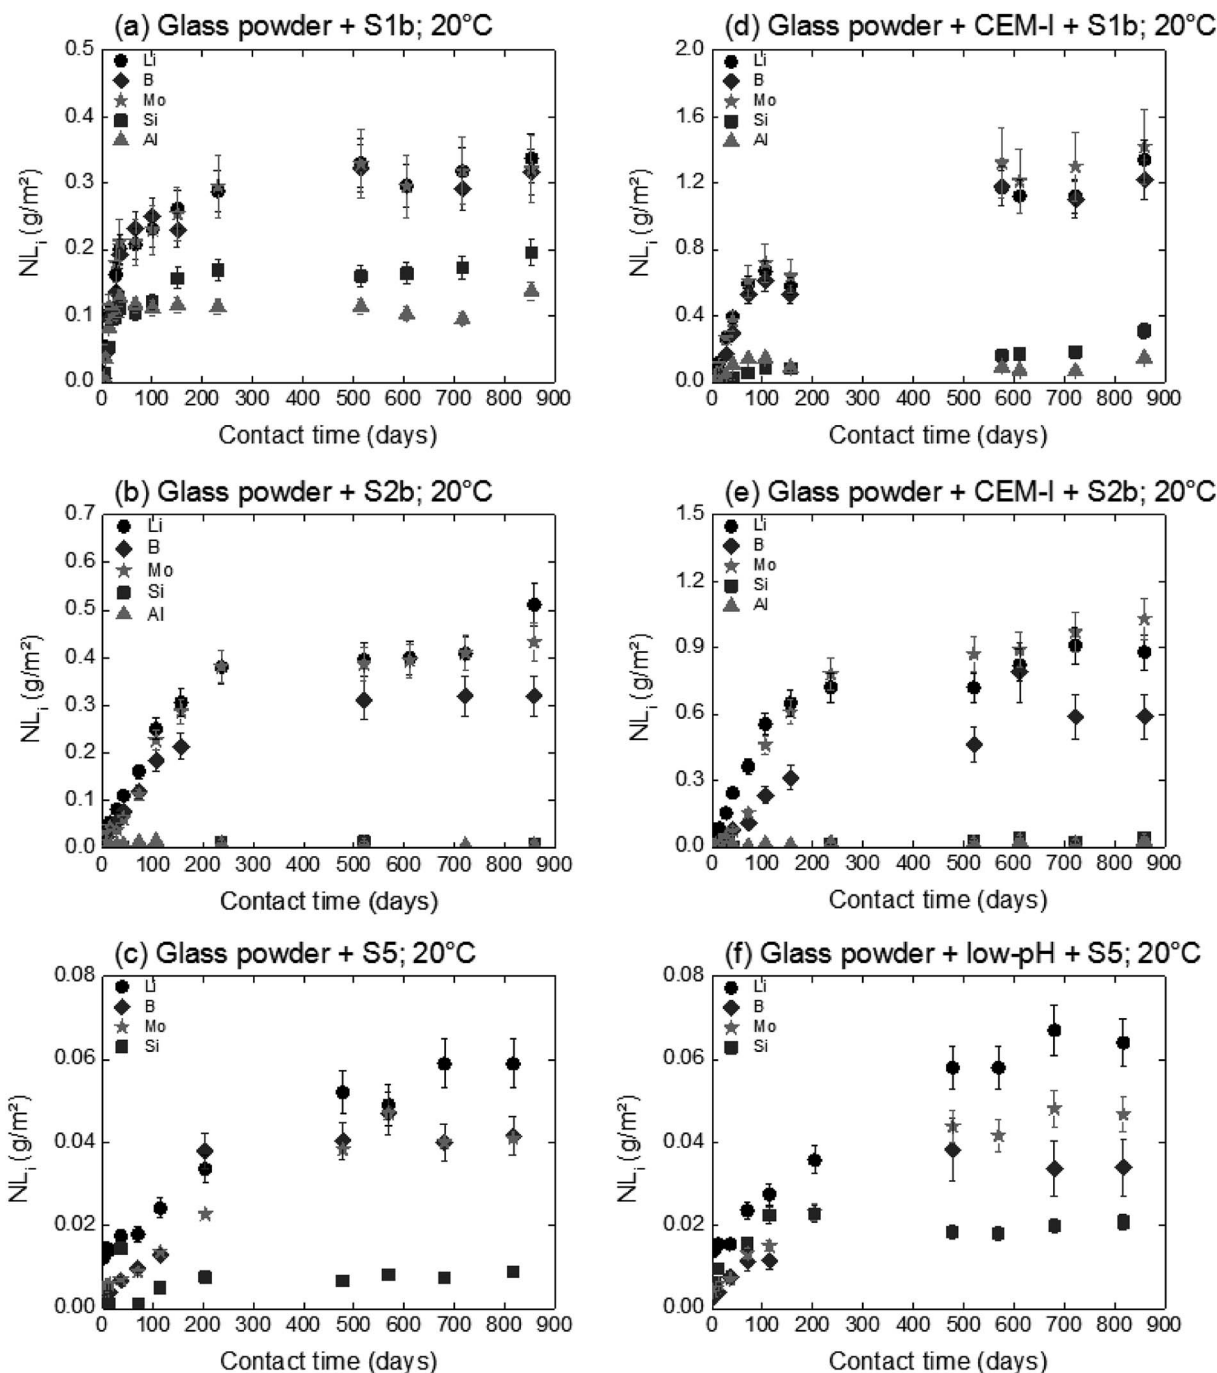 (a) Glass powder + S1b; 20°C
0.5
0.4
0.3
0.2
0.1
0.0
NLi (g/m²)
Li
B
Mo
Si
Al
0 100 200 300 400 500 600 700 800 900
Contact time (days)
(d) Glass powder + CEM-I + S1b; 20°C
2.0
1.6
1.2
0.8
0.4
0.0
NLi (g/m²)
Li
B
Mo
Si
Al
0 100 200 300 400 500 600 700 800 900
Contact time (days)
(b) Glass powder + S2b; 20°C
0.7
0.6
0.5
0.4
0.3
0.2
0.1
0.0
NLi (g/m²)
Li
B
Mo
Si
Al
0 100 200 300 400 500 600 700 800 900
Contact time (days)
(e) Glass powder + CEM-I + S2b; 20°C
1.5
1.2
0.9
0.6
0.3
0.0
NLi (g/m²)
Li
B
Mo
Si
Al
0 100 200 300 400 500 600 700 800 900
Contact time (days)
(c) Glass powder + S5; 20°C
0.08
0.06
0.04
0.02
0.00
NLi (g/m²)
Li
B
Mo
Si
0 100 200 300 400 500 600 700 800 900
Contact time (days)
(f) Glass powder + low-pH + S5; 20°C
0.08
0.06
0.04
0.02
0.00
NLi (g/m²)
Li
B
Mo
Si
0 100 200 300 400 500 600 700 800 900
Contact time (days)